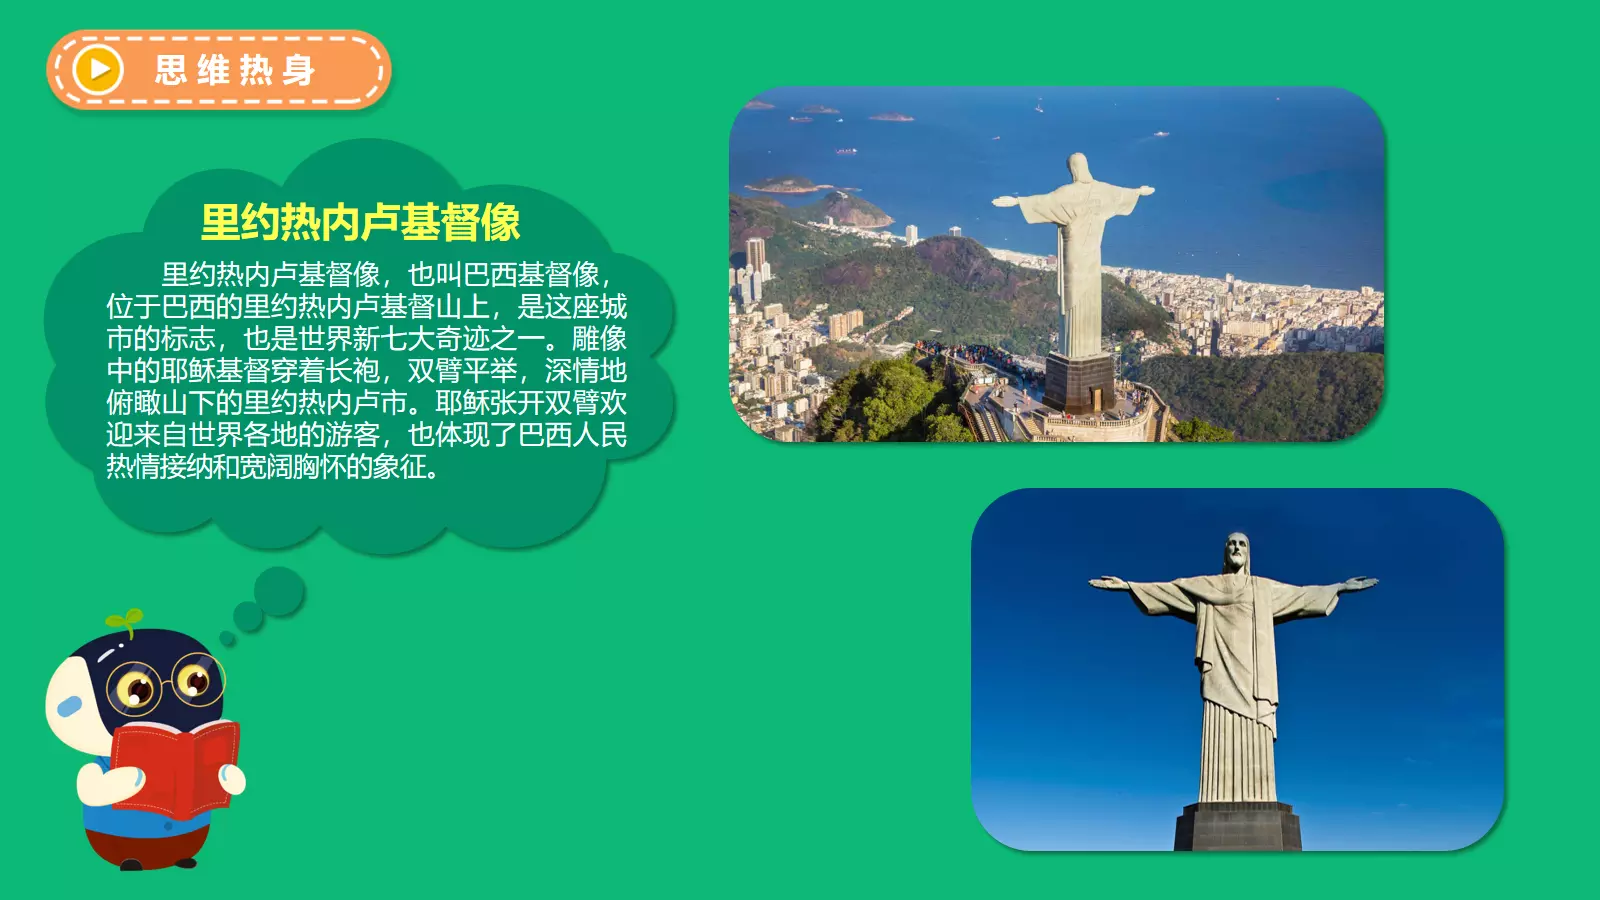 思维热身
里约热内卢基督像
里约热内卢基督像，也叫巴西基督像，
位于巴西的里约热内卢基督山上，是这座城
市的标志，也是世界新七大奇迹之一。雕像
中的耶稣基督穿着长袍，双臂平举，深情地
俯瞰山下的里约热内卢市。耶稣张开双臂欢
迎来自世界各地的游客，也体现了巴西人民
热情接纳和宽阔胸怀的象征。